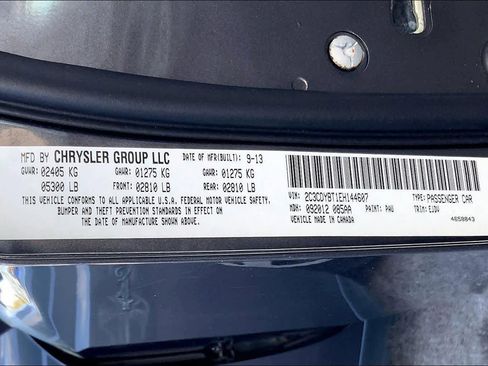 MFD BY CHRYSLER GROUP LLC DATE OF MFR(BUILT): 9-13
GVWR: 02405 KG GAWR: 01275 KG GAWR: 01275 KG
05300 LB FRONT: 02810 LB REAR: 02810 LB
THIS VEHICLE CONFORMS TO ALL APPLICABLE U.S.A. FEDERAL MOTOR VEHICLE SAFETY,
BUMPER AND THEFT PREVENTION STANDARDS IN EFFECT ON
THE DATE OF MANUFACTURE SHOWN ABOVE.
VIN: 2C3CDYBT1EH144607 TYPE: PASSENGER CAR
MDH: 092012 085AA PAINT: PAU TRIM: EJDV
VEHICLE MADE IN CANADA 4658843